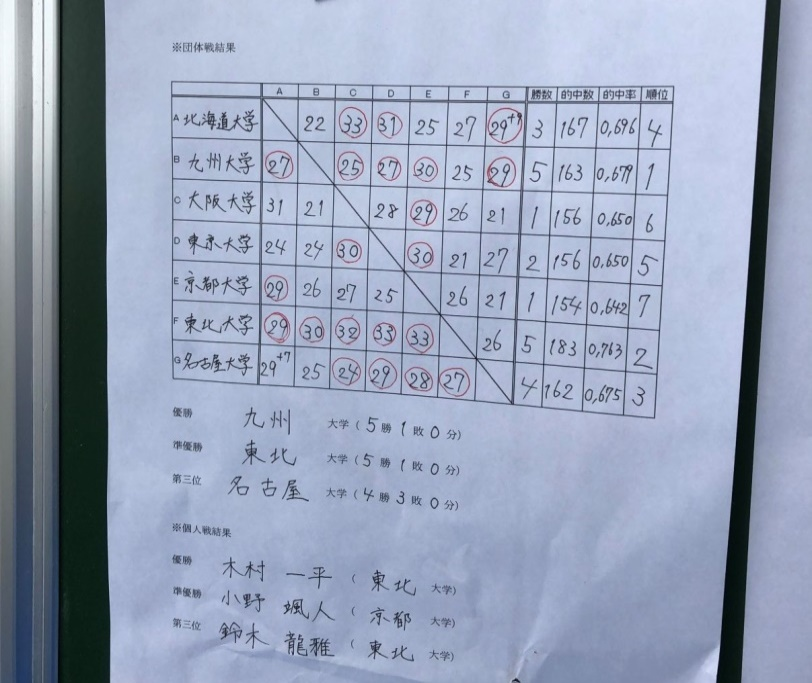 ※団体戦結果
A B C D E F G 勝数 的中数 的中率 順位
A 北海道大学 22 33 31 25 27 29+9 3 167 0,696 4
B 九州大学 27 25 27 30 25 29 5 163 0,679 1
C 大阪大学 31 21 28 29 26 21 1 156 0,650 6
D 東京大学 24 24 30 30 21 27 2 156 0,650 5
E 京都大学 29 26 27 25 26 21 1 154 0,642 7
F 東北大学 29 30 32 33 33 26 5 183 0,763 2
G 名古屋大学 29+7 25 24 29 28 27 4 162 0,675 3
優勝 九州 大学 ( 5 勝 1 敗 0 分)
準優勝 東北 大学 ( 5 勝 1 敗 0 分)
第三位 名古屋 大学 ( 4 勝 3 敗 0 分)
※個人戦結果
優勝 木村 一平 ( 東北 大学)
準優勝 小野 颯人 ( 京都 大学)
第三位 鈴木 龍雅 ( 東北 大学)